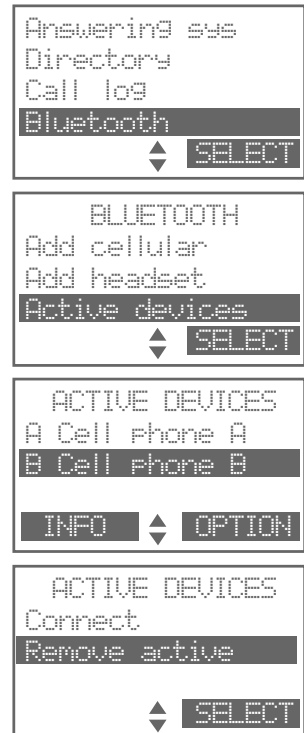 Answering sys
Directory
Call log
Bluetooth
SELECT
BLUETOOTH
Add cellular
Add headset
Active devices
SELECT
ACTIVE DEVICES
A Cell phone A
B Cell phone B
INFO OPTION
ACTIVE DEVICES
Connect
Remove active
SELECT